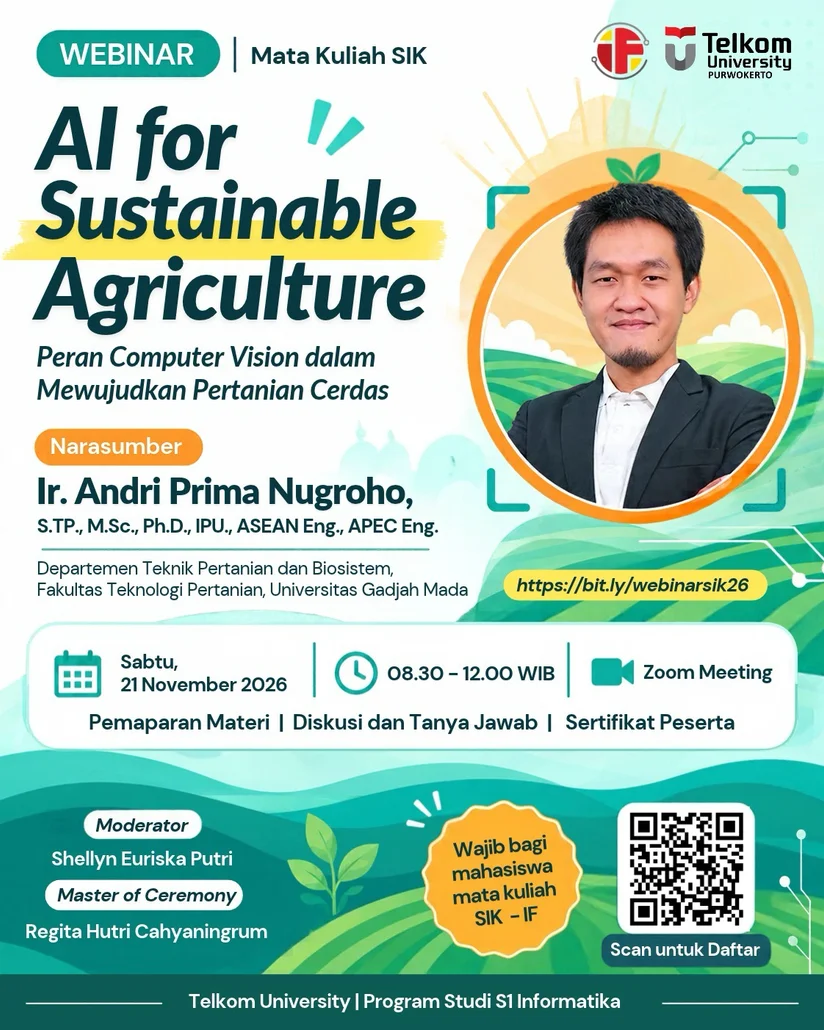 WEBINAR | Mata Kuliah SIK
IF
Telkom
University
PURWOKERTO
AI for
Sustainable
Agriculture
Peran Computer Vision dalam
Mewujudkan Pertanian Cerdas
Narasumber
Ir. Andri Prima Nugroho,
S.TP., M.Sc., Ph.D., IPU., ASEAN Eng., APEC Eng.
Departemen Teknik Pertanian dan Biosistem,
Fakultas Teknologi Pertanian, Universitas Gadjah Mada
https://bit.ly/webinarsik26
Sabtu,
21 November 2026
08.30 – 12.00 WIB
Zoom Meeting
Pemaparan Materi | Diskusi dan Tanya Jawab | Sertifikat Peserta
Moderator
Shellyn Euriska Putri
Master of Ceremony
Regita Hutri Cahyaningrum
Wajib bagi
mahasiswa
mata kuliah
SIK – IF
Scan untuk Daftar
Telkom University | Program Studi S1 Informatika